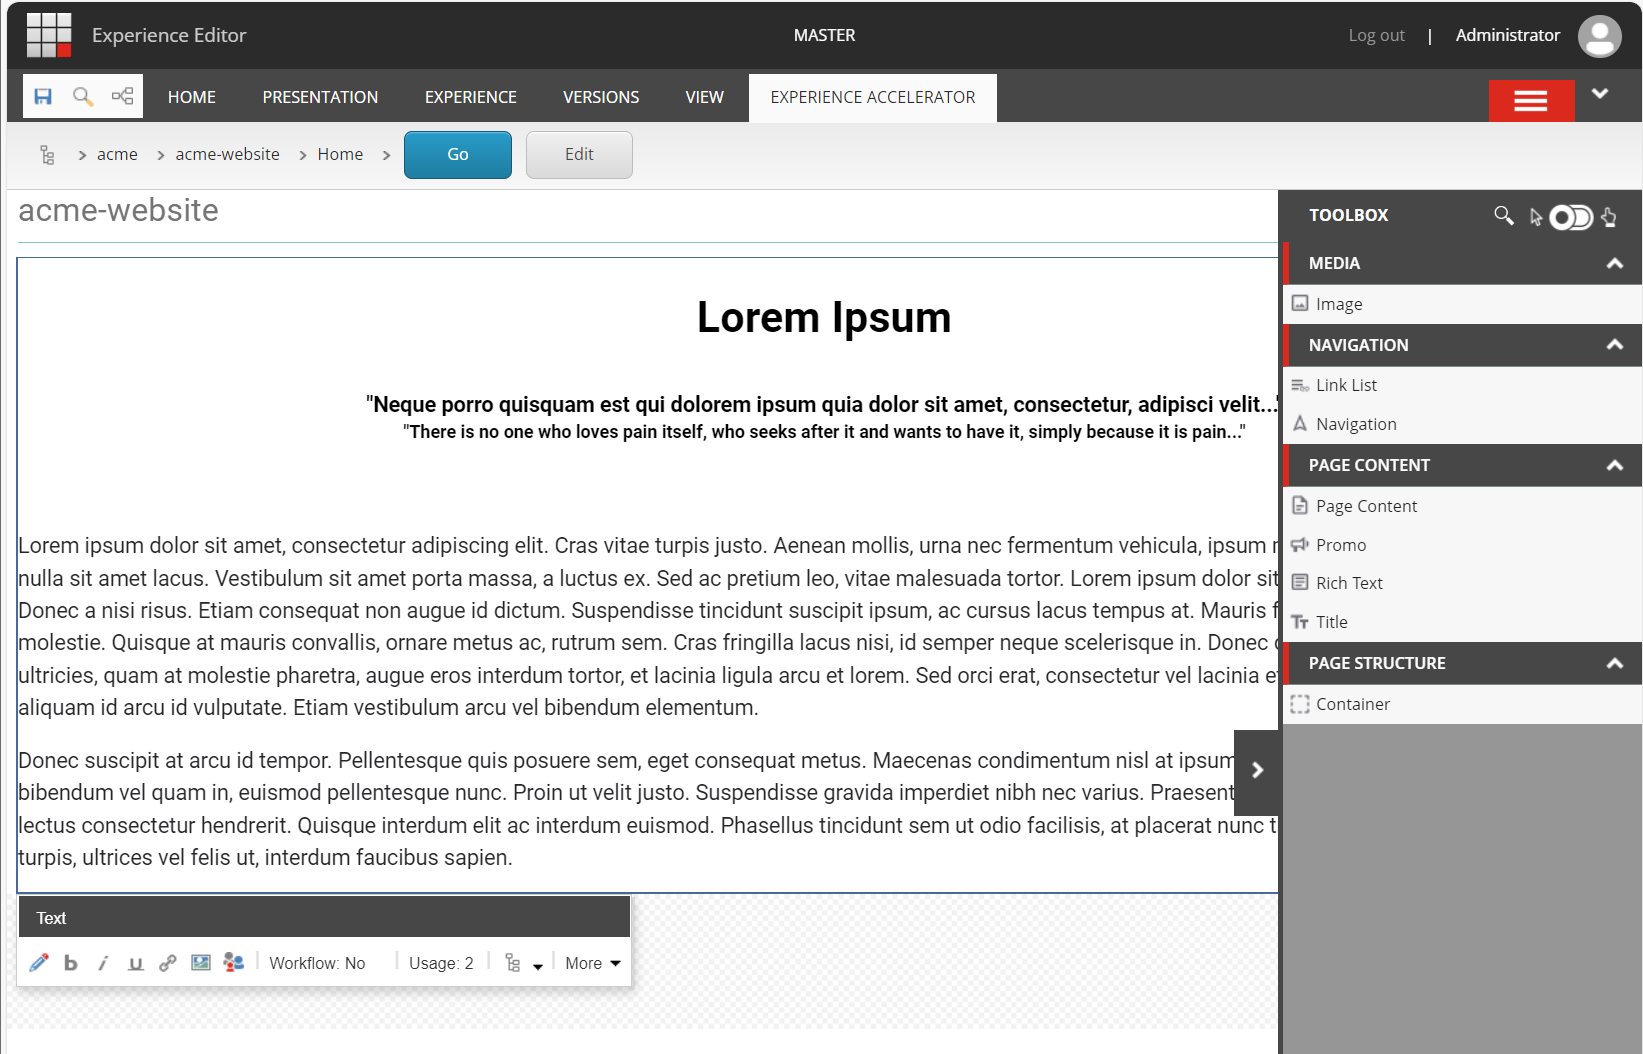 Experience Editor
MASTER
Log out | Administrator
HOME PRESENTATION EXPERIENCE VERSIONS VIEW EXPERIENCE ACCELERATOR
acme acme-website Home Go Edit
acme-website
Lorem Ipsum
"Neque porro quisquam est qui dolorem ipsum quia dolor sit amet, consectetur, adipisci velit..."
"There is no one who loves pain itself, who seeks after it and wants to have it, simply because it is pain..."
Lorem ipsum dolor sit amet, consectetur adipiscing elit. Cras vitae turpis justo. Aenean mollis, urna nec fermentum vehicula, ipsum
nulla sit amet lacus. Vestibulum sit amet porta massa, a luctus ex. Sed ac pretium leo, vitae malesuada tortor. Lorem ipsum dolor sit
Donec a nisi risus. Etiam consequat non augue id dictum. Suspendisse tincidunt suscipit ipsum, ac cursus lacus tempus at. Mauris
molestie. Quisque at mauris convallis, ornare metus ac, rutrum sem. Cras fringilla lacus nisi, id semper neque scelerisque in. Donec
ultricies, quam at molestie pharetra, augue eros interdum tortor, et lacinia ligula arcu et lorem. Sed orci erat, consectetur vel lacinia
aliquam id arcu id vulputate. Etiam vestibulum arcu vel bibendum elementum.
Donec suscipit at arcu id tempor. Pellentesque quis posuere sem, eget consequat metus. Maecenas condimentum nisl at ipsum
bibendum vel quam in, euismod pellentesque nunc. Proin ut velit justo. Suspendisse gravida imperdiet nibh nec varius. Praesent
lectus consectetur hendrerit. Quisque interdum elit ac interdum euismod. Phasellus tincidunt sem ut odio facilisis, at placerat nunc
turpis, ultrices vel felis ut, interdum faucibus sapien.
Text
b i u Workflow: No Usage: 2 More
TOOLBOX
MEDIA
Image
NAVIGATION
Link List
Navigation
PAGE CONTENT
Page Content
Promo
Rich Text
Tт Title
PAGE STRUCTURE
Container